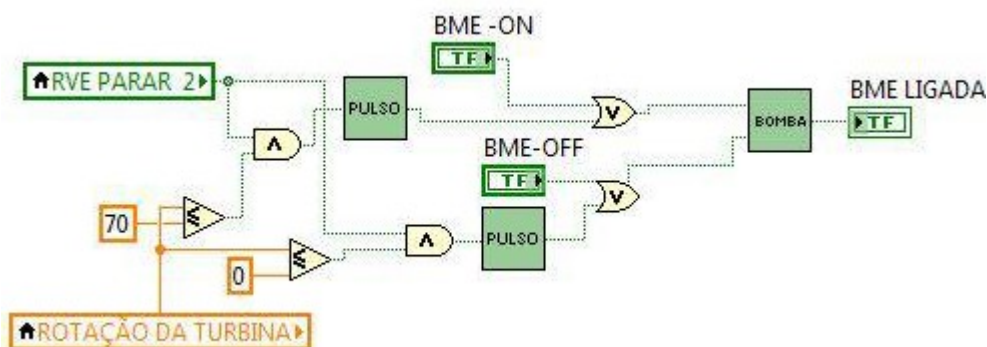 BME -ON
TF
RVE PARAR 2
PULSO
BME LIGADA
TF
BOMBA
BME-OFF
TF
70
PULSO
0
ROTAÇÃO DA TURBINA